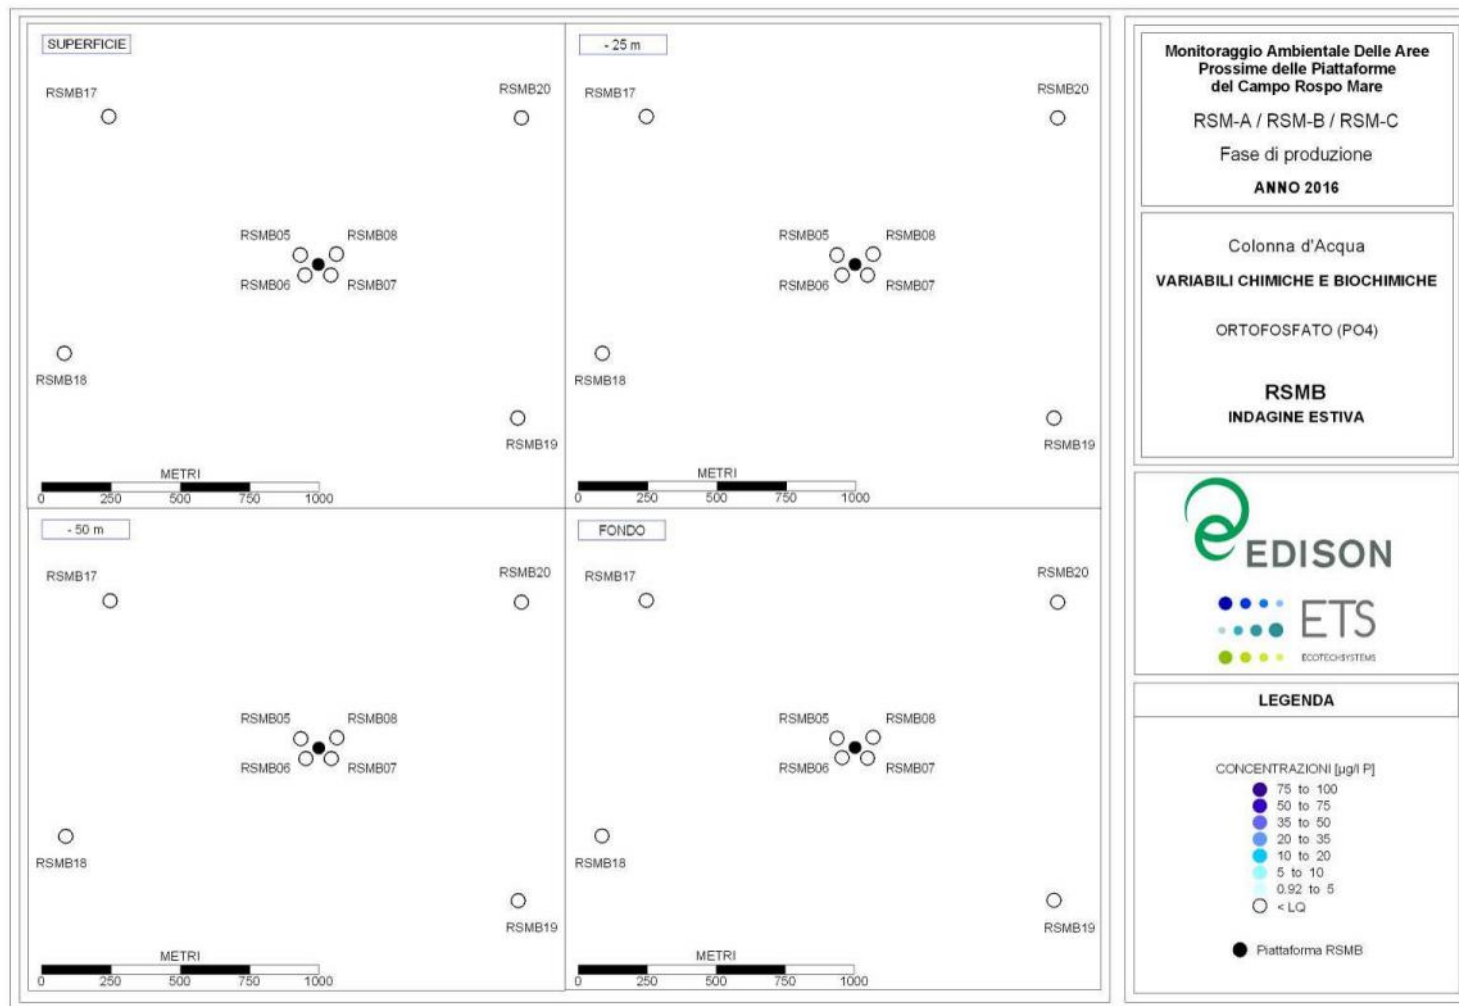 SUPERFICIE
RSMB17
RSMB20
RSMB05
RSMB08
RSMB06
RSMB07
RSMB18
RSMB19
METRI
0 250 500 750 1000
- 25 m
RSMB17
RSMB20
RSMB05
RSMB08
RSMB06
RSMB07
RSMB18
RSMB19
METRI
0 250 500 750 1000
- 50 m
RSMB17
RSMB20
RSMB05
RSMB08
RSMB06
RSMB07
RSMB18
RSMB19
METRI
0 250 500 750 1000
FONDO
RSMB17
RSMB20
RSMB05
RSMB08
RSMB06
RSMB07
RSMB18
RSMB19
METRI
0 250 500 750 1000
Monitoraggio Ambientale Delle Aree
Prossime delle Piattaforme
del Campo Rospo Mare
RSM-A / RSM-B / RSM-C
Fase di produzione
ANNO 2016
Colonna d'Acqua
VARIABILI CHIMICHE E BIOCHIMICHE
ORTOFOSFATO (PO4)
RSMB
INDAGINE ESTIVA
EDISON
ETS
ECOTECHSYSTEMS
LEGENDA
CONCENTRAZIONI [µg/l P]
75 to 100
50 to 75
35 to 50
20 to 35
10 to 20
5 to 10
0.92 to 5
< LQ
Piattaforma RSMB